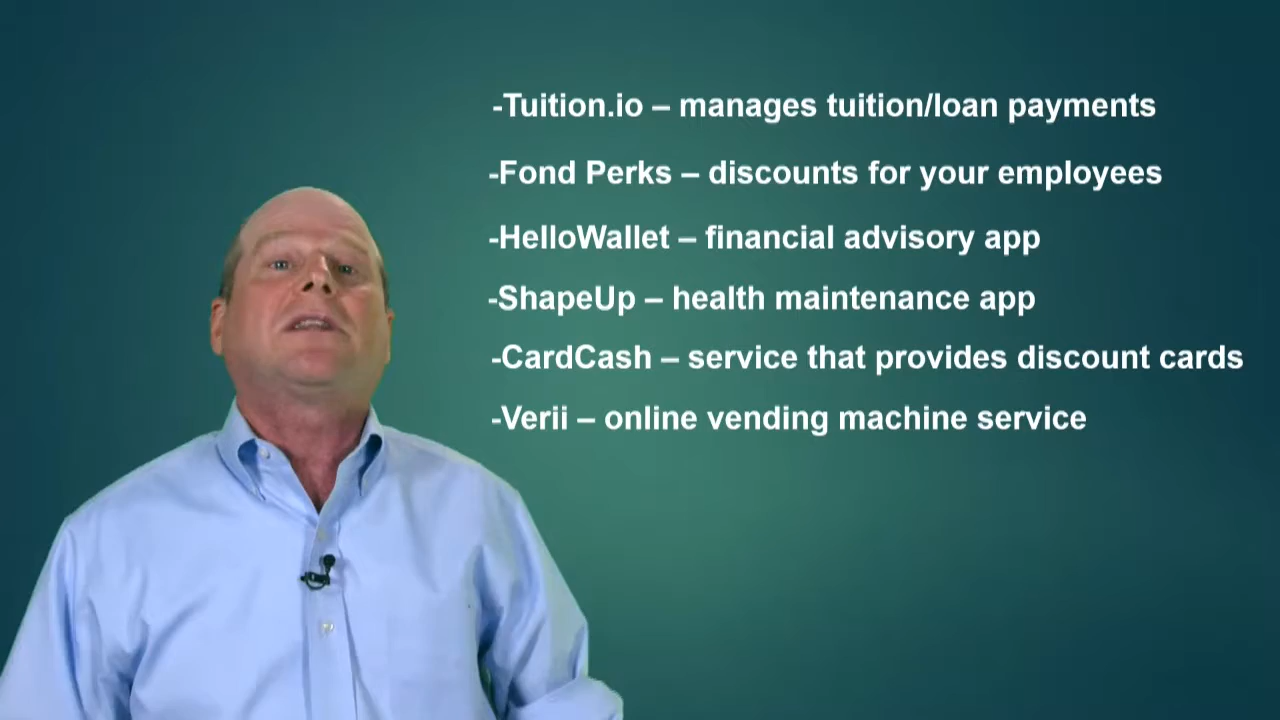 -Tuition.io – manages tuition/loan payments
-Fond Perks – discounts for your employees
-HelloWallet – financial advisory app
-ShapeUp – health maintenance app
-CardCash – service that provides discount cards
-Verii – online vending machine service